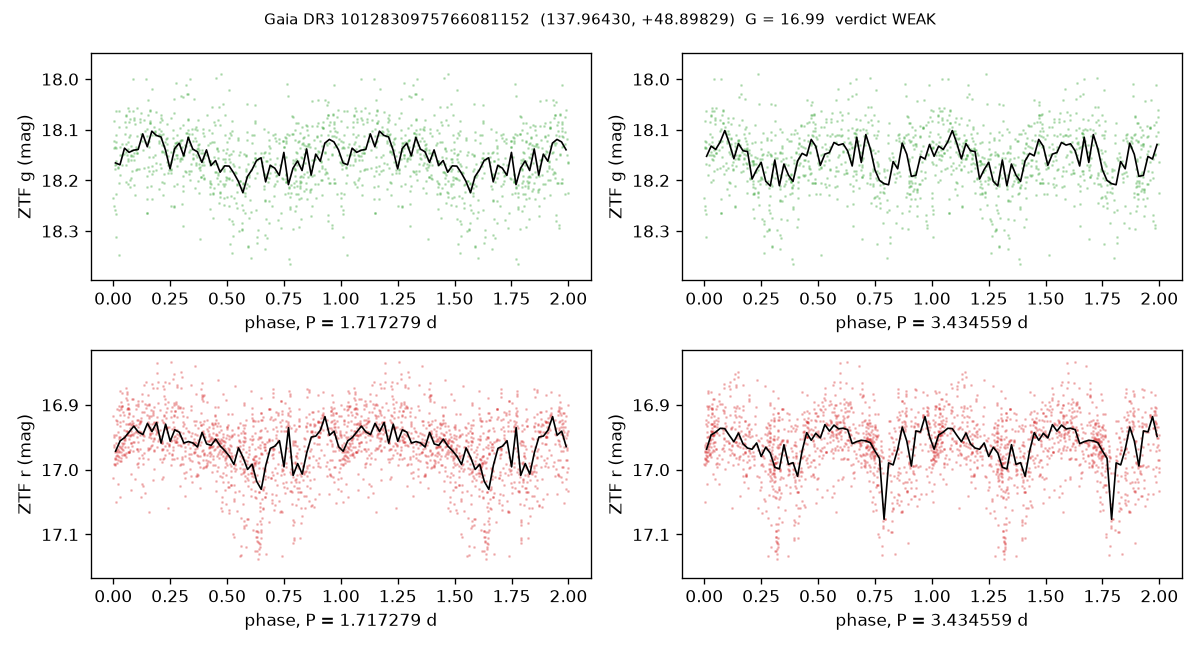 Gaia DR3 1012830975766081152  (137.96430, +48.89829)  G = 16.99  verdict WEAK
ZTF g (mag)
18.0
18.1
18.2
18.3
0.00 0.25 0.50 0.75 1.00 1.25 1.50 1.75 2.00
phase, P = 1.717279 d
ZTF g (mag)
18.0
18.1
18.2
18.3
0.00 0.25 0.50 0.75 1.00 1.25 1.50 1.75 2.00
phase, P = 3.434559 d
ZTF r (mag)
16.9
17.0
17.1
0.00 0.25 0.50 0.75 1.00 1.25 1.50 1.75 2.00
phase, P = 1.717279 d
ZTF r (mag)
16.9
17.0
17.1
0.00 0.25 0.50 0.75 1.00 1.25 1.50 1.75 2.00
phase, P = 3.434559 d